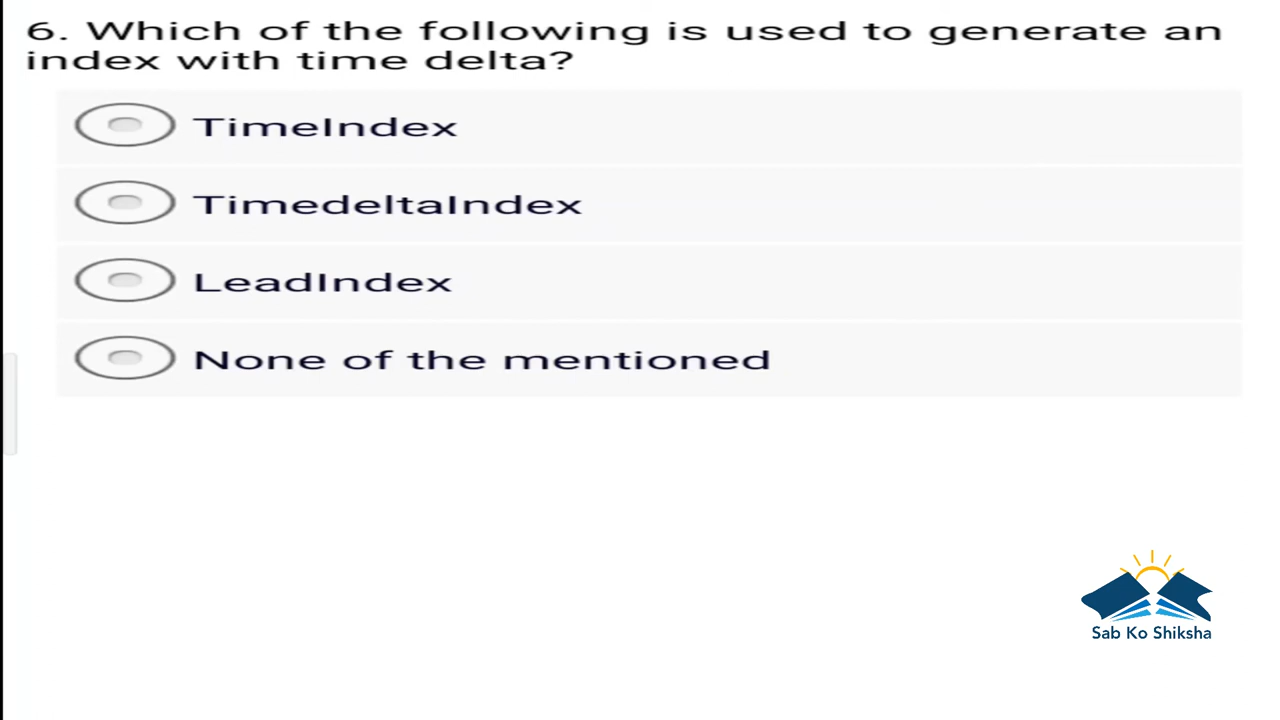 6. Which of the following is used to generate an
index with time delta?
TimeIndex
TimedeltaIndex
LeadIndex
None of the mentioned
Sab Ko Shiksha